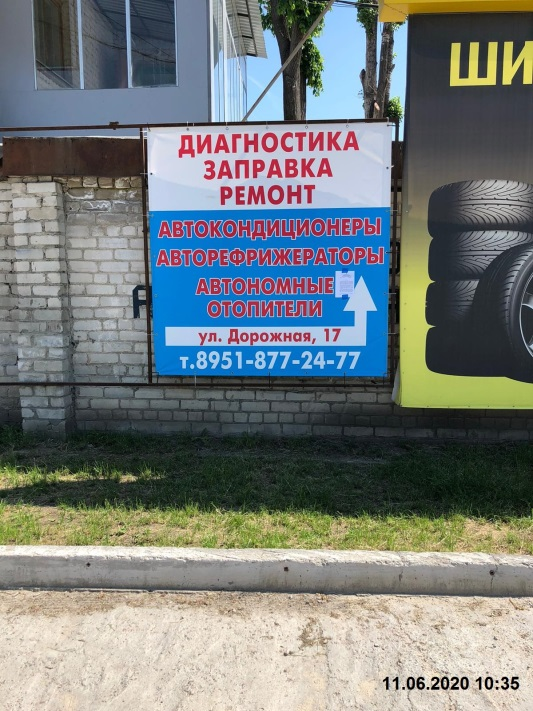 ДИАГНОСТИКА
ЗАПРАВКА
РЕМОНТ
АВТОКОНДИЦИОНЕРЫ
АВТОРЕФРИЖЕРАТОРЫ
АВТОНОМНЫЕ
ОТОПИТЕЛИ
ул. Дорожная, 17
т.8951-877-24-77
ШИ
11.06.2020 10:35